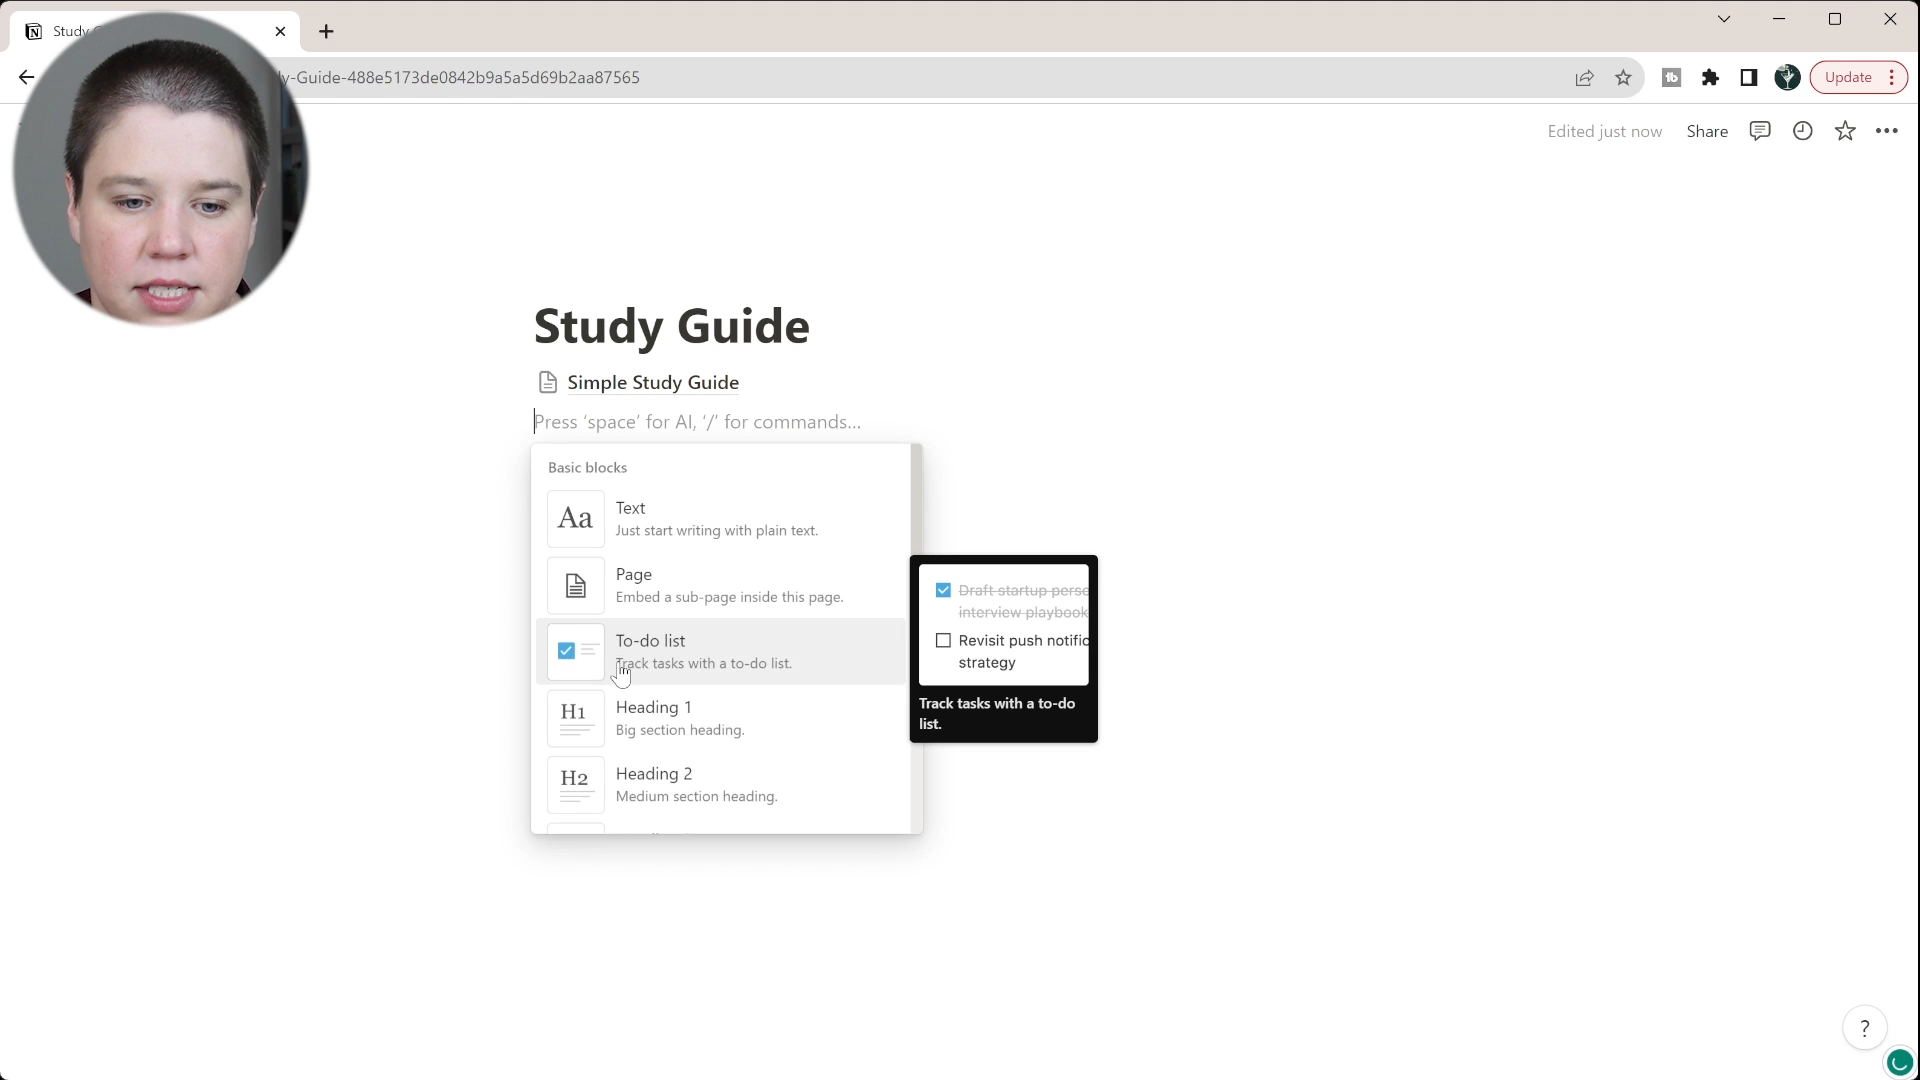 Study
y-Guide-488e5173de0842b9a5a5d69b2aa87565
Update
Edited just now
Share
Study Guide
Simple Study Guide
Press ‘space’ for AI, ‘/’ for commands…
Basic blocks
Aa
Text
Just start writing with plain text.
Page
Embed a sub-page inside this page.
To-do list
Track tasks with a to-do list.
H1
Heading 1
Big section heading.
H2
Heading 2
Medium section heading.
Draft startup perso
interview playbook
Revisit push notific
strategy
Track tasks with a to-do
list.
?